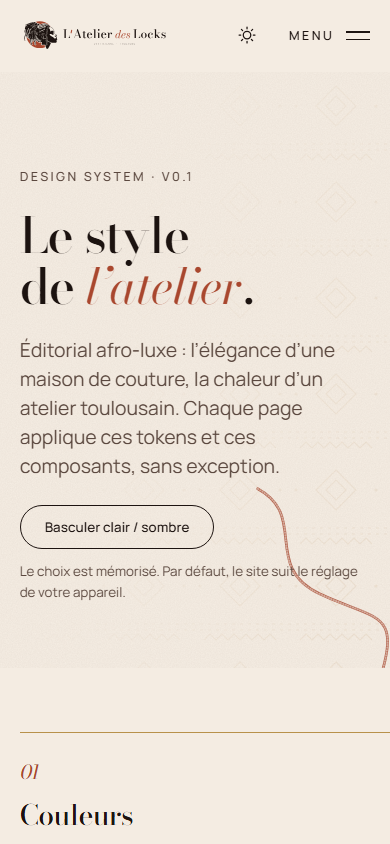 L'Atelier des Locks
MENU
DESIGN SYSTEM · V0.1
Le style
de l'atelier.
Éditorial afro-luxe : l'élégance d'une
maison de couture, la chaleur d'un
atelier toulousain. Chaque page
applique ces tokens et ces
composants, sans exception.
Basculer clair / sombre
Le choix est mémorisé. Par défaut, le site suit le réglage
de votre appareil.
01
Couleurs